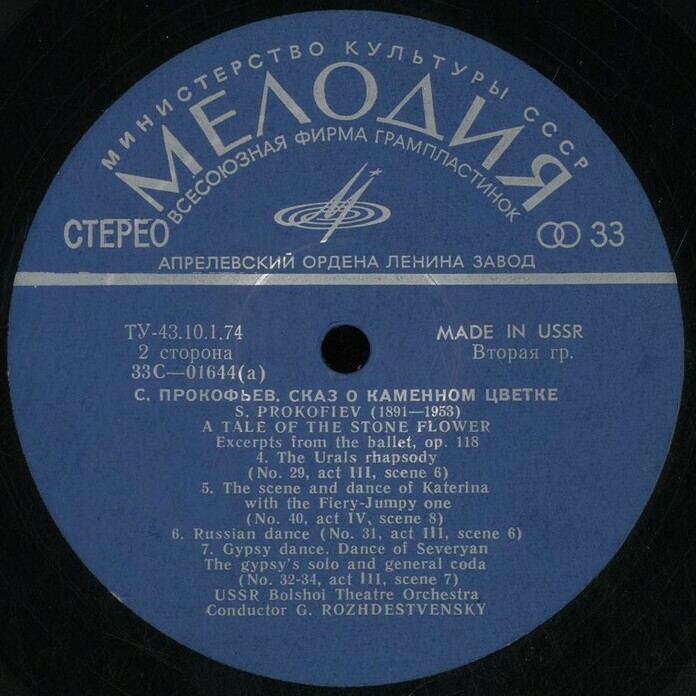 МИНИСТЕРСТВО КУЛЬТУРЫ СССР
МЕЛОДИЯ
ВСЕСОЮЗНАЯ ФИРМА ГРАМПЛАСТИНОК
СТЕРЕО
33
АПРЕЛЕВСКИЙ ОРДЕНА ЛЕНИНА ЗАВОД
ТУ-43.10.1.74
MADE IN USSR
2 сторона
Вторая гр.
33С—01644(а)
С. ПРОКОФЬЕВ. СКАЗ О КАМЕННОМ ЦВЕТКЕ
S. PROKOFIEV (1891—1953)
A TALE OF THE STONE FLOWER
Excerpts from the ballet, op. 118
4. The Urals rhapsody
(No. 29, act III, scene 6)
5. The scene and dance of Katerina
with the Fiery-Jumpy one
(No. 40, act IV, scene 8)
6. Russian dance (No. 31, act III, scene 6)
7. Gypsy dance. Dance of Severyan
The gypsy's solo and general coda
(No. 32-34, act III, scene 7)
USSR Bolshoi Theatre Orchestra
Conductor G. ROZHDESTVENSKY